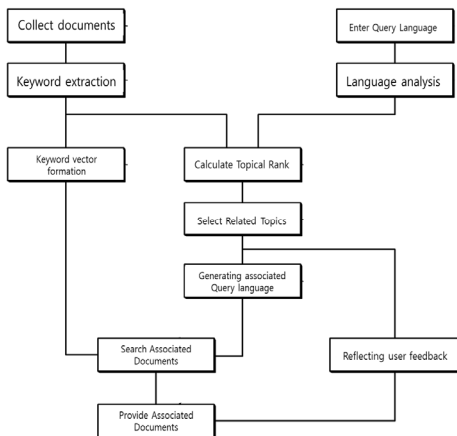 Collect documents
Enter Query Language
Keyword extraction
Language analysis
Keyword vector
formation
Calculate Topical Rank
Select Related Topics
Generating associated
Query language
Search Associated
Documents
Reflecting user feedback
Provide Associated
Documents